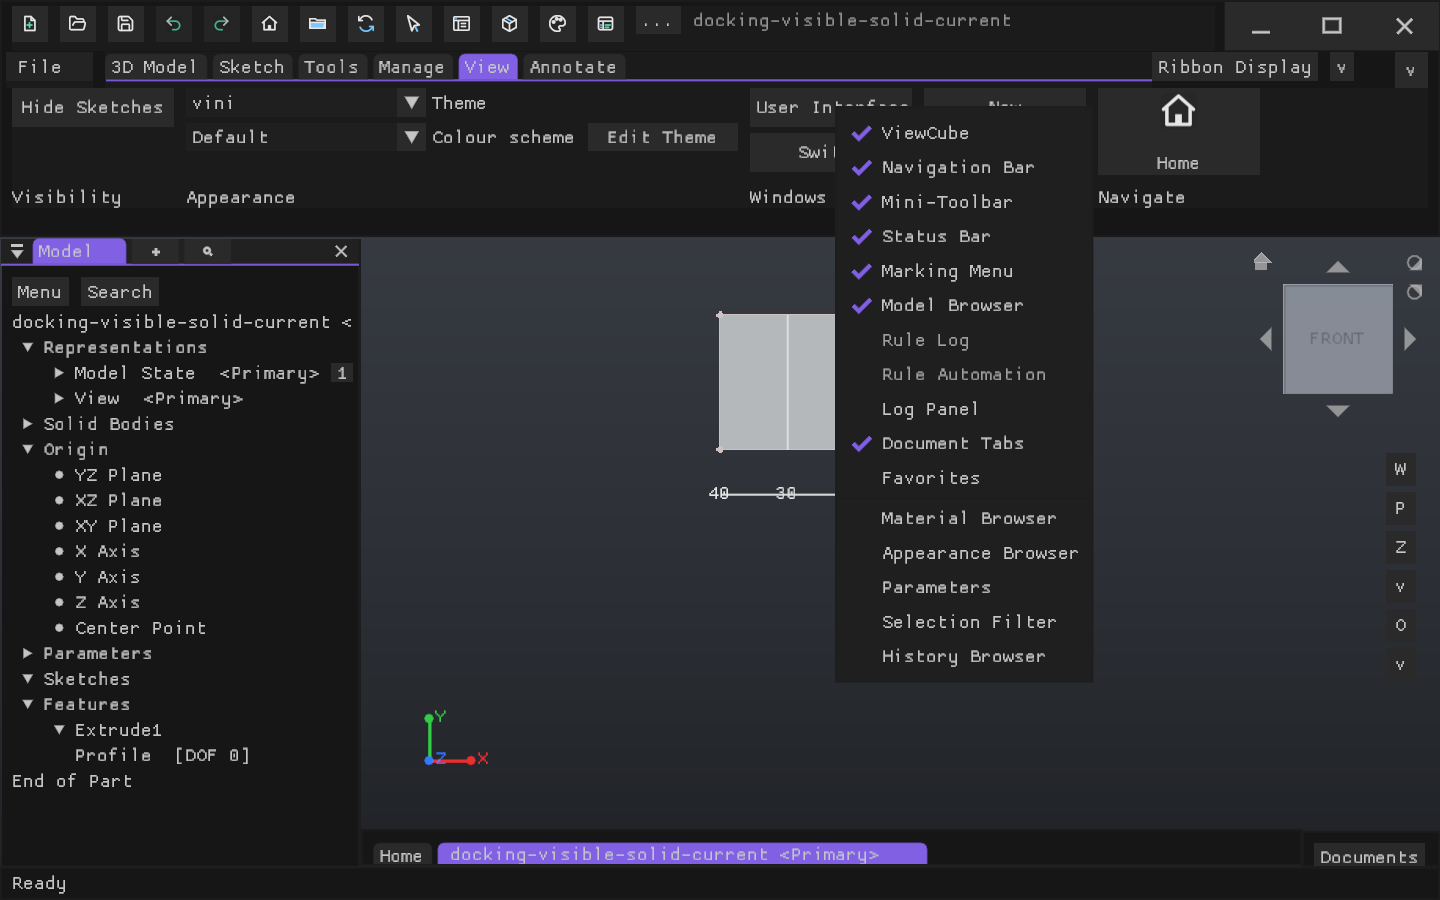 ... docking-visible-solid-current
File 3D Model Sketch Tools Manage View Annotate Ribbon Display v v
Hide Sketches vini Theme User Interface New
Default Colour scheme Edit Theme Home
Visibility Appearance Windows Navigate
Model +
Menu Search
docking-visible-solid-current <
Representations
Model State <Primary> 1
View <Primary>
Solid Bodies
Origin
YZ Plane
XZ Plane
XY Plane
X Axis
Y Axis
Z Axis
Center Point
Parameters
Sketches
Features
Extrude1
Profile [DOF 0]
End of Part
ViewCube
Navigation Bar
Mini-Toolbar
Status Bar
Marking Menu
Model Browser
Rule Log
Rule Automation
Log Panel
Document Tabs
Favorites
Material Browser
Appearance Browser
Parameters
Selection Filter
History Browser
40 30
FRONT
W
P
Z
v
O
v
Y
Z X
Home docking-visible-solid-current <Primary> Documents
Ready